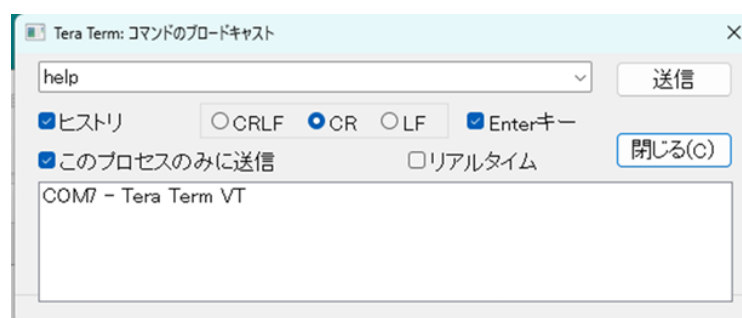 Tera Term: コマンドのブロードキャスト
help
送信
ヒストリ CRLF CR LF Enterキー
このプロセスのみに送信 リアルタイム
閉じる(C)
COM7 - Tera Term VT